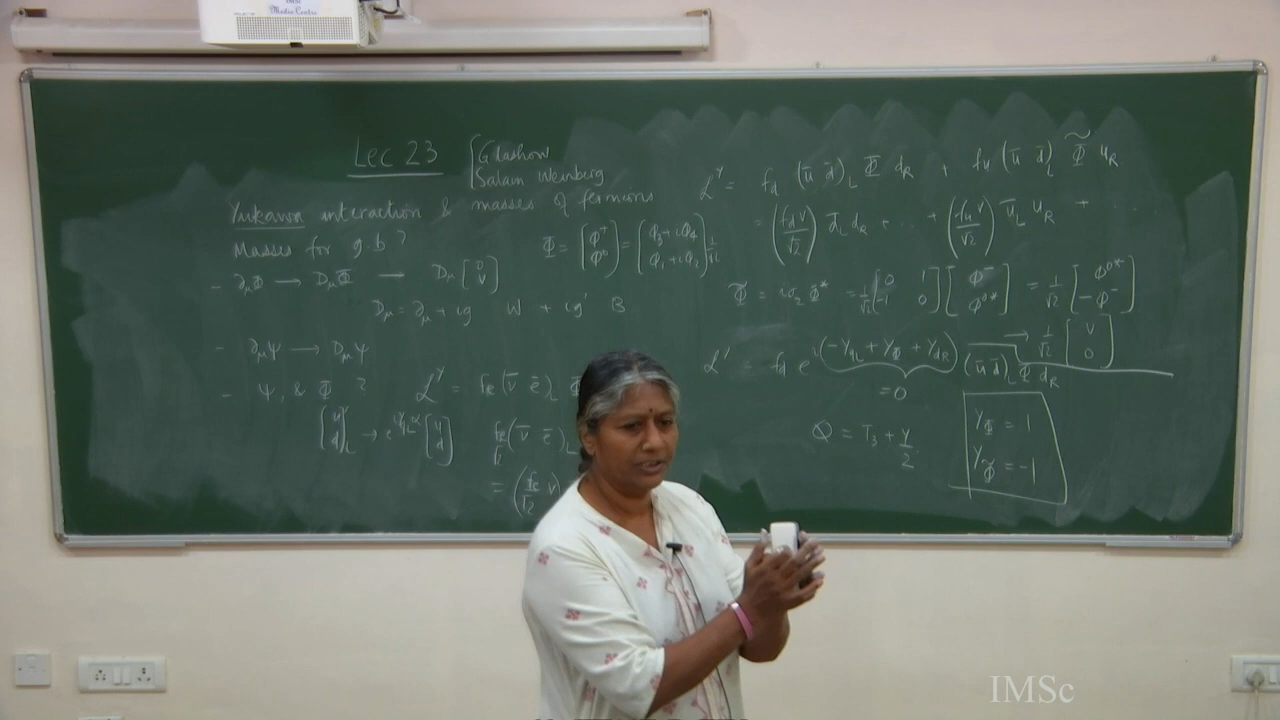 IMSc
Media Centre
Lec 23
Glashow
Salam Weinberg
Yukawa interaction & masses of fermions
Masses for g.b ?
- ∂μΦ → DμΦ → Dμ [0 v]
Dμ = ∂μ + ig W + ig' B
- ∂μψ → Dμψ
- ψ, & Φ ?
Φ = [Φ⁺ Φ⁰] = [Φ₃ + iΦ₄ Φ₁ + iΦ₂] 1/√2
ℒ^Y = f_e (ν̄ ē)_L Φ
f_e/√2 (ν̄ ē)_L
= (f_e/√2 v)
ℒ^Y = f_d (ū d̄)_L Φ d_R + f_u (ū d̄)_L Φ̃ u_R
= (f_d v/√2) d̄_L d_R + .. + (f_u v/√2) ū_L u_R +
Φ̃ = iσ₂ Φ* = 1/√2 [0 1 -1 0] [Φ⁻ Φ⁰*] = 1/√2 [Φ⁰* -Φ⁻]
→ 1/√2 [v 0]
ℒ' = f_d e^i(-Y_qL + Y_Φ + Y_dR) (ū d̄)_L Φ d_R
= 0
Q = T₃ + Y/2
Y_Φ = 1
Y_Φ̃ = -1
IMSc